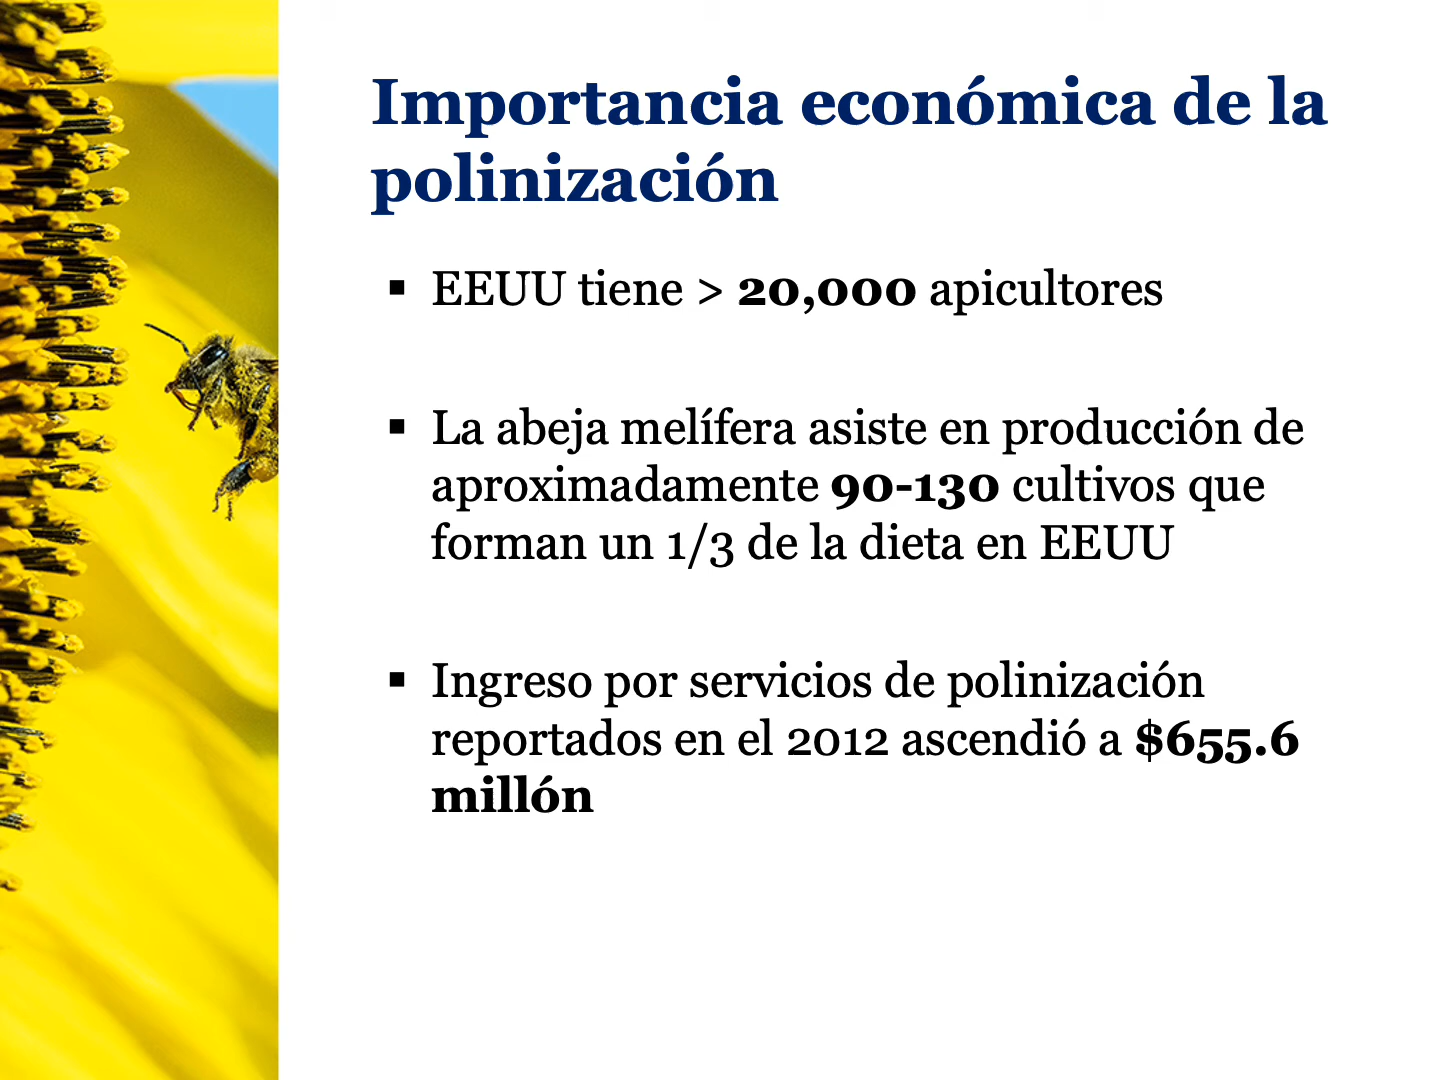 Importancia económica de la
polinización
▪ EEUU tiene > 20,000 apicultores
▪ La abeja melífera asiste en producción de
aproximadamente 90-130 cultivos que
forman un 1/3 de la dieta en EEUU
▪ Ingreso por servicios de polinización
reportados en el 2012 ascendió a $655.6
millón